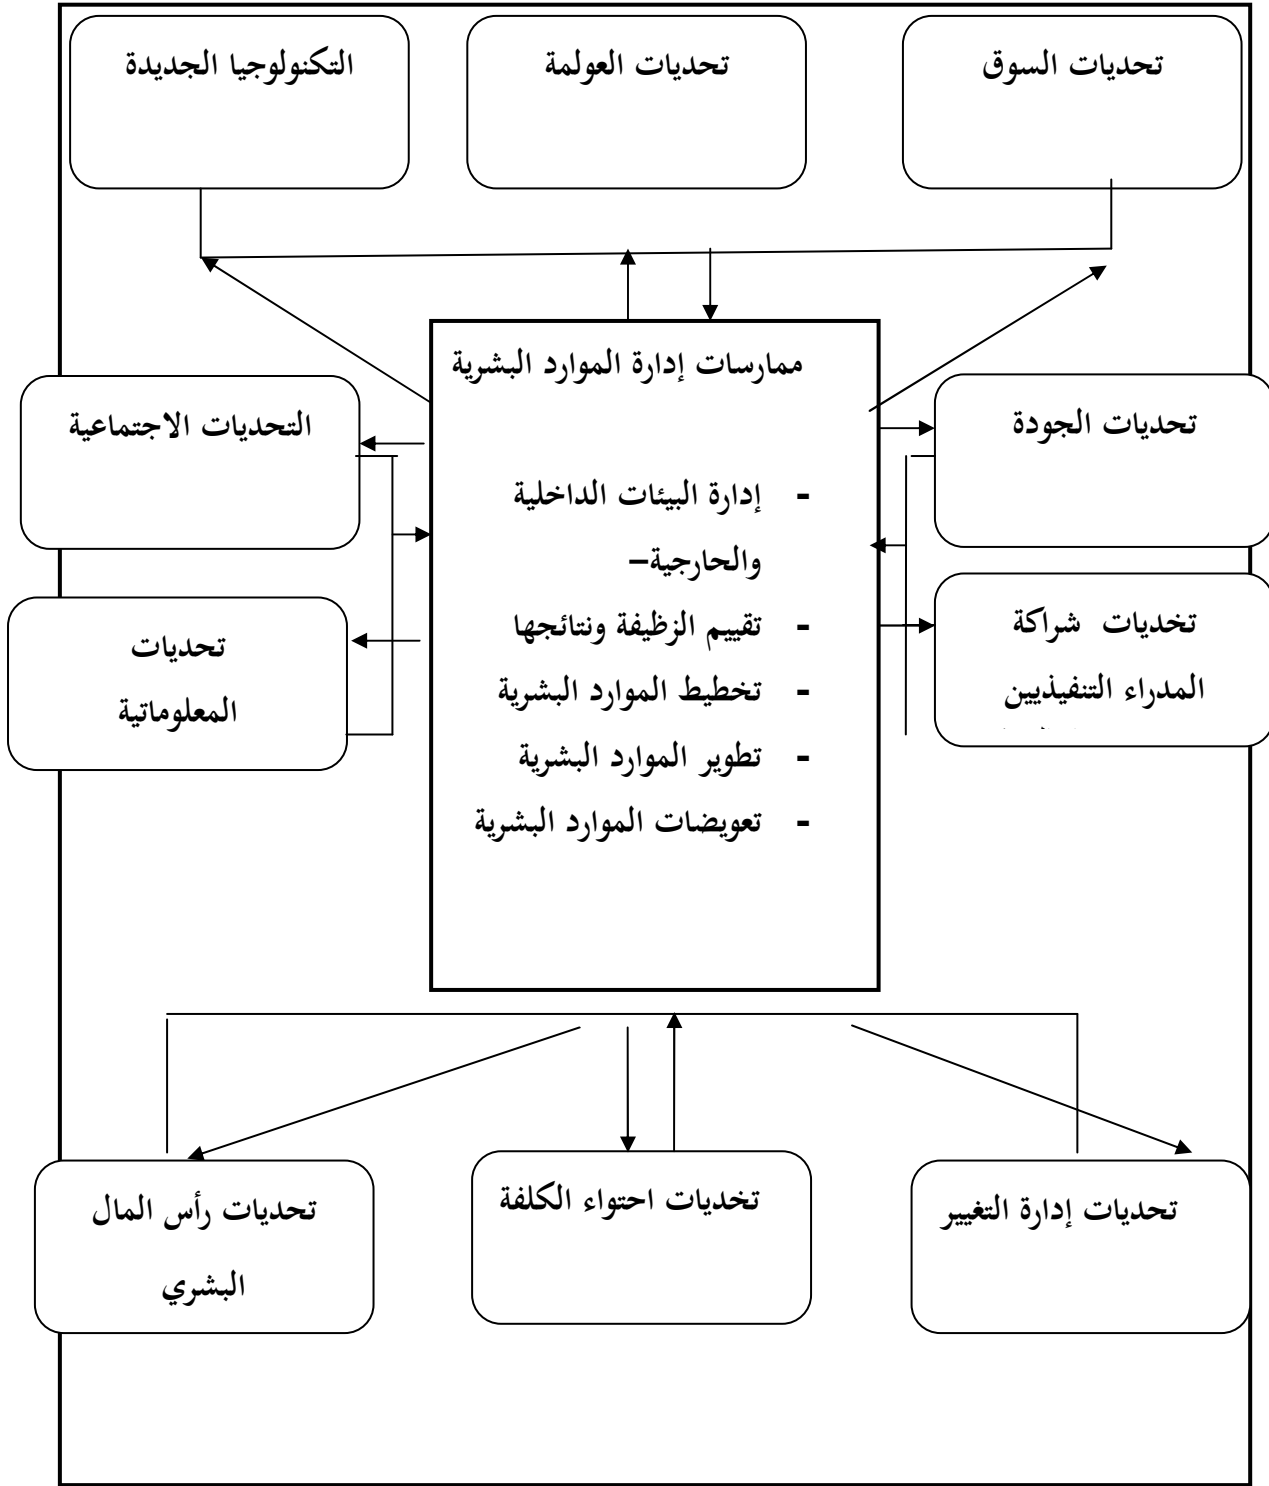 تحديات السوق
تحديات العولمة
التكنولوجيا الجديدة
ممارسات إدارة الموارد البشرية
- إدارة البيئات الداخلية
والحارجية–
- تقييم الزظيفة ونتائجها
- تخطيط الموارد البشرية
- تطوير الموارد البشرية
- تعويضات الموارد البشرية
تحديات الجودة
تخديات شراكة
المدراء التنفيذيين
التحديات الاجتماعية
تحديات
المعلوماتية
تحديات إدارة التغيير
تخديات احتواء الكلفة
تحديات رأس المال
البشري